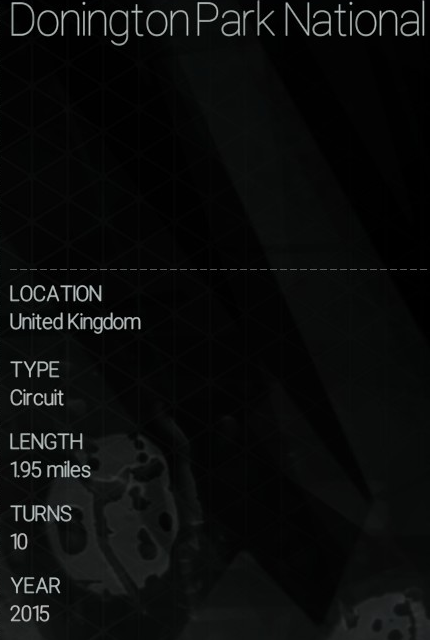 Donington Park National
LOCATION
United Kingdom
TYPE
Circuit
LENGTH
1.95 miles
TURNS
10
YEAR
2015